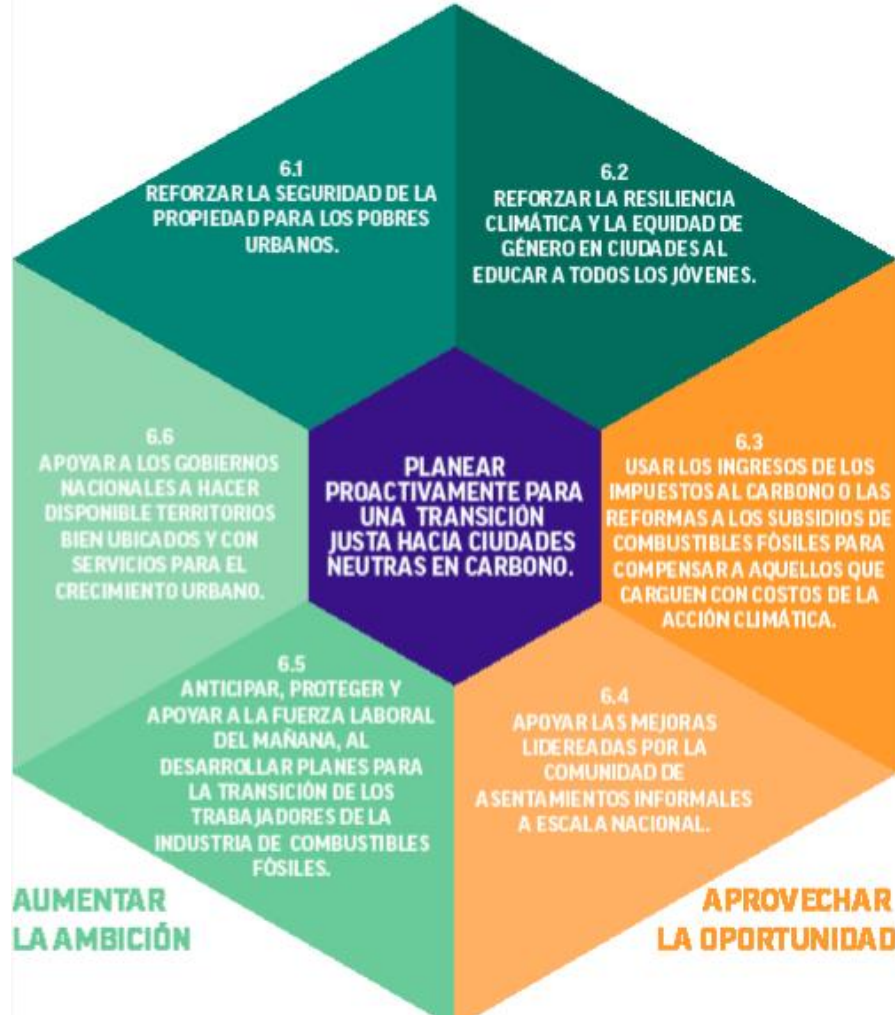 6.1
REFORZAR LA SEGURIDAD DE LA
PROPIEDAD PARA LOS POBRES
URBANOS.
6.2
REFORZAR LA RESILIENCIA
CLIMÁTICA Y LA EQUIDAD DE
GÉNERO EN CIUDADES AL
EDUCAR A TODOS LOS JÓVENES.
6.6
APOYAR A LOS GOBIERNOS
NACIONALES A HACER
DISPONIBLE TERRITORIOS
BIEN UBICADOS Y CON
SERVICIOS PARA EL
CRECIMIENTO URBANO.
PLANEAR
PROACTIVAMENTE PARA
UNA TRANSICIÓN
JUSTA HACIA CIUDADES
NEUTRAS EN CARBONO.
6.3
USAR LOS INGRESOS DE LOS
IMPUESTOS AL CARBONO O LAS
REFORMAS A LOS SUBSIDIOS DE
COMBUSTIBLES FÓSILES PARA
COMPENSAR A AQUELLOS QUE
CARGUEN CON COSTOS DE LA
ACCIÓN CLIMÁTICA.
6.5
ANTICIPAR, PROTEGER Y
APOYAR A LA FUERZA LABORAL
DEL MAÑANA, AL
DESARROLLAR PLANES PARA
LA TRANSICIÓN DE LOS
TRABAJADORES DE LA
INDUSTRIA DE COMBUSTIBLES
FÓSILES.
6.4
APOYAR LAS MEJORAS
LIDEREADAS POR LA
COMUNIDAD DE
ASENTAMIENTOS INFORMALES
A ESCALA NACIONAL.
AUMENTAR
LA AMBICIÓN
APROVECHAR
LA OPORTUNIDAD